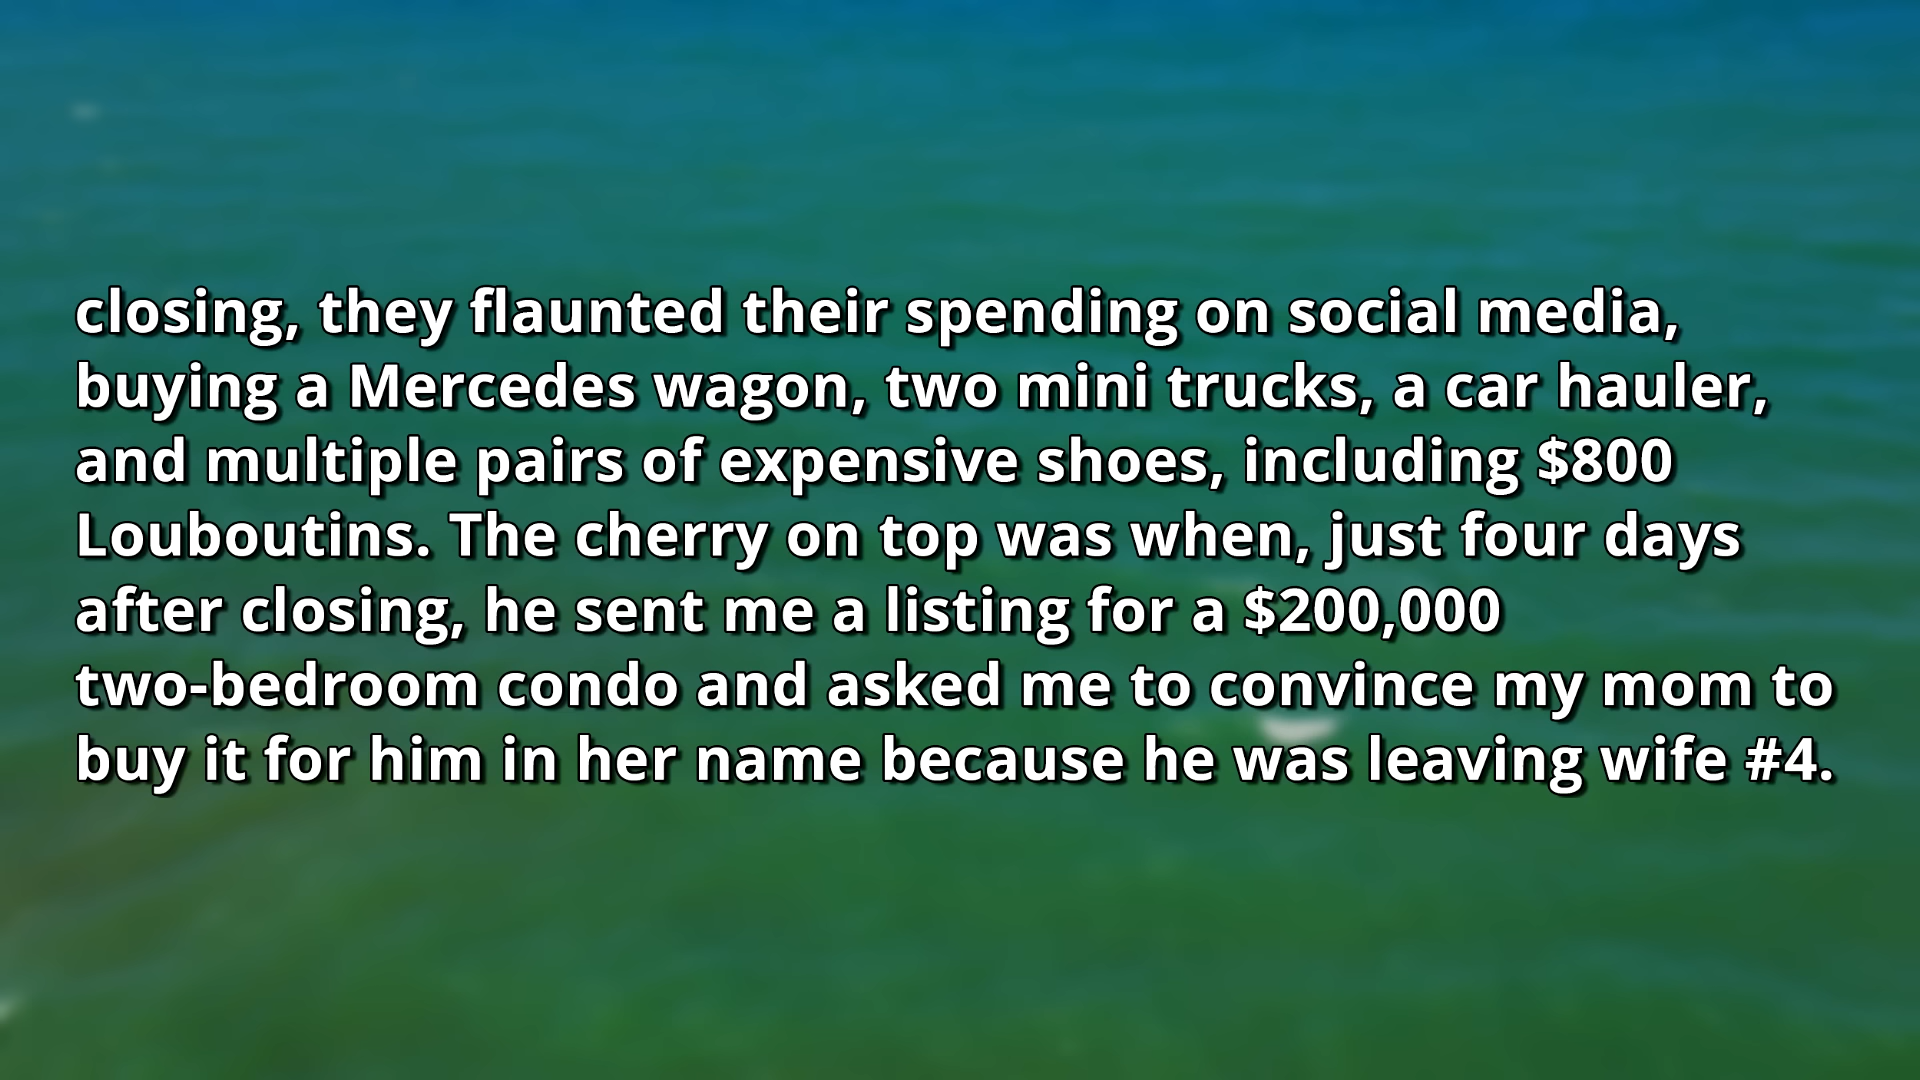 closing, they flaunted their spending on social media,
buying a Mercedes wagon, two mini trucks, a car hauler,
and multiple pairs of expensive shoes, including $800
Louboutins. The cherry on top was when, just four days
after closing, he sent me a listing for a $200,000
two-bedroom condo and asked me to convince my mom to
buy it for him in her name because he was leaving wife #4.